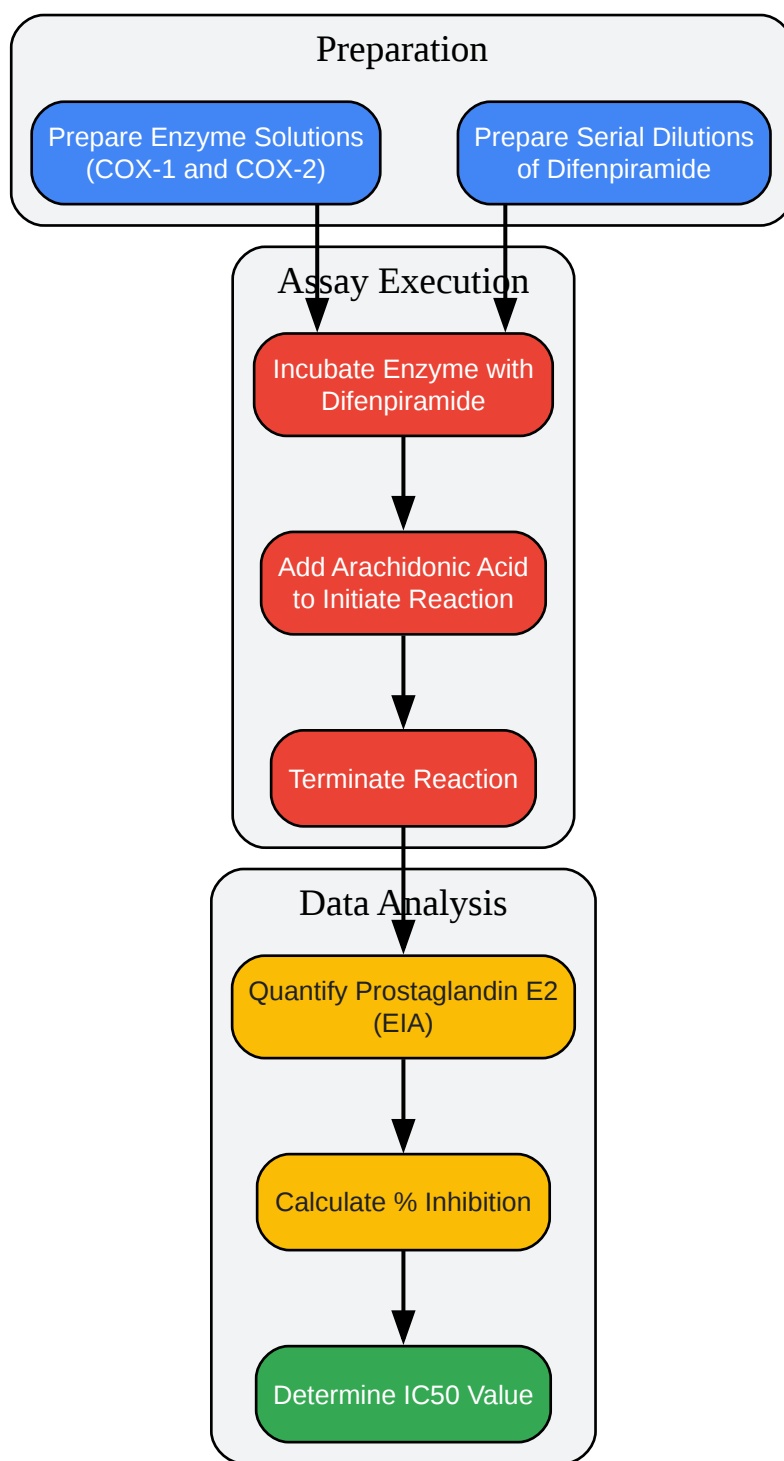 Preparation
Prepare Enzyme Solutions
(COX-1 and COX-2)
Prepare Serial Dilutions
of Difenpiramide
Assay Execution
Incubate Enzyme with
Difenpiramide
Add Arachidonic Acid
to Initiate Reaction
Terminate Reaction
Data Analysis
Quantify Prostaglandin E2
(EIA)
Calculate % Inhibition
Determine IC50 Value